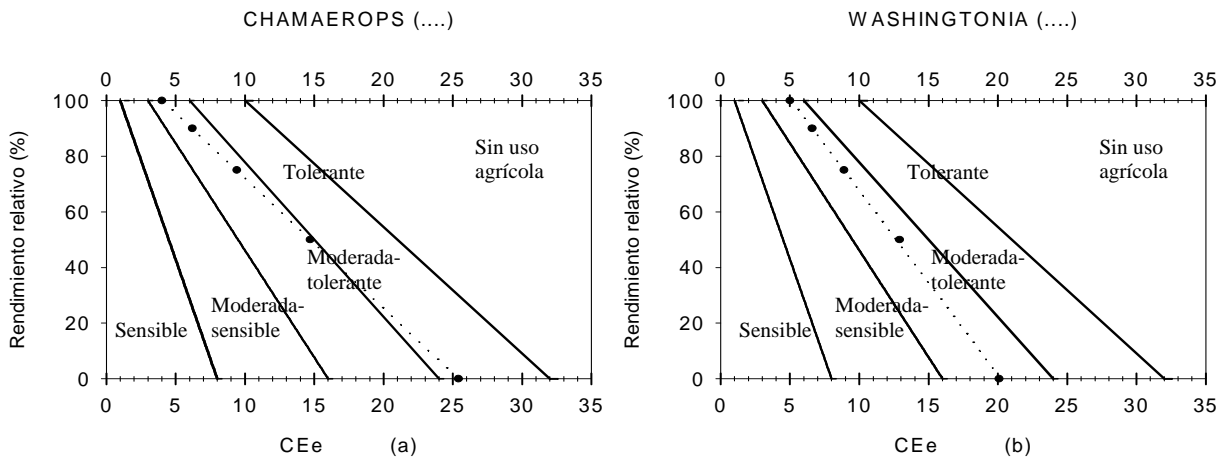 CHAMAEROPS (....)
0 5 10 15 20 25 30 35
Rendimiento relativo (%)
100
80
60
40
20
0
Sin uso
agrícola
Tolerante
Moderada-
tolerante
Moderada-
sensible
Sensible
0 5 10 15 20 25 30 35
CEe (a)
WASHINGTONIA (....)
0 5 10 15 20 25 30 35
Rendimiento relativo (%)
100
80
60
40
20
0
Sin uso
agrícola
Tolerante
Moderada-
tolerante
Moderada-
sensible
Sensible
0 5 10 15 20 25 30 35
CEe (b)